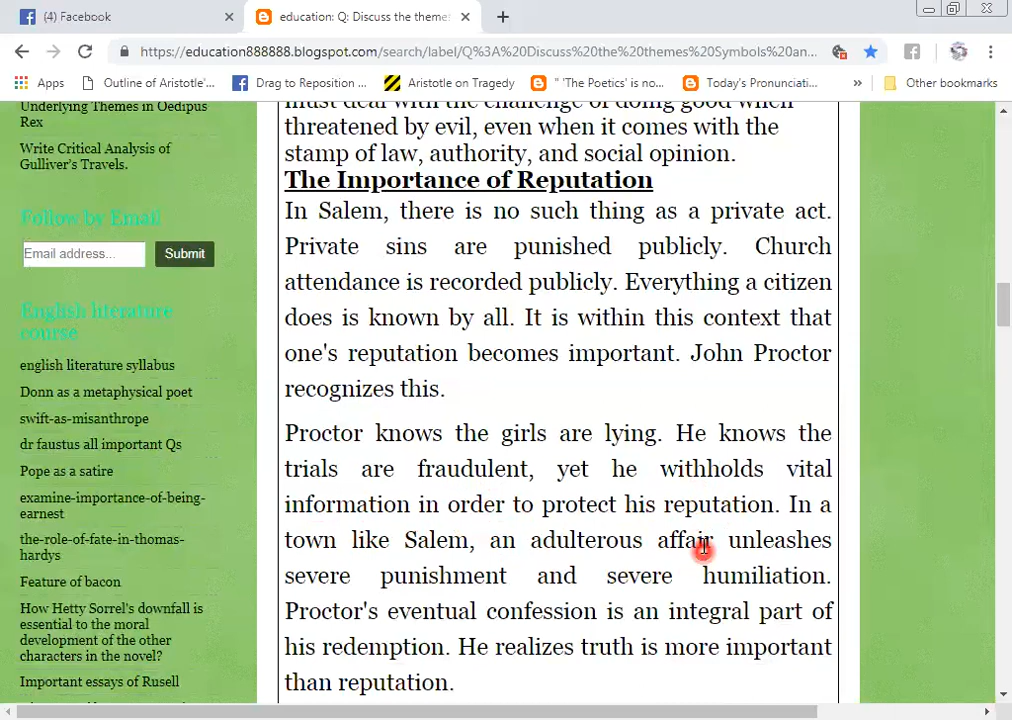 (4) Facebook
education: Q: Discuss the theme
https://education888888.blogspot.com/search/label/Q%3A%20Discuss%20the%20themes%20Symbols%20an...
Apps
Outline of Aristotle'...
Drag to Reposition ...
Aristotle on Tragedy
" 'The Poetics' is no...
Today's Pronunciati...
»
Other bookmarks
Underlying Themes in Oedipus
Rex
Write Critical Analysis of
Gulliver's Travels.
Follow by Email
Email address...
Submit
English literature
course
english literature syllabus
Donn as a metaphysical poet
swift-as-misanthrope
dr faustus all important Qs
Pope as a satire
examine-importance-of-being-
earnest
the-role-of-fate-in-thomas-
hardys
Feature of bacon
How Hetty Sorrel's downfall is
essential to the moral
development of the other
characters in the novel?
Important essays of Rusell
must deal with the challenge of doing good when
threatened by evil, even when it comes with the
stamp of law, authority, and social opinion.
The Importance of Reputation
In Salem, there is no such thing as a private act.
Private sins are punished publicly. Church
attendance is recorded publicly. Everything a citizen
does is known by all. It is within this context that
one's reputation becomes important. John Proctor
recognizes this.
Proctor knows the girls are lying. He knows the
trials are fraudulent, yet he withholds vital
information in order to protect his reputation. In a
town like Salem, an adulterous affair unleashes
severe punishment and severe humiliation.
Proctor's eventual confession is an integral part of
his redemption. He realizes truth is more important
than reputation.